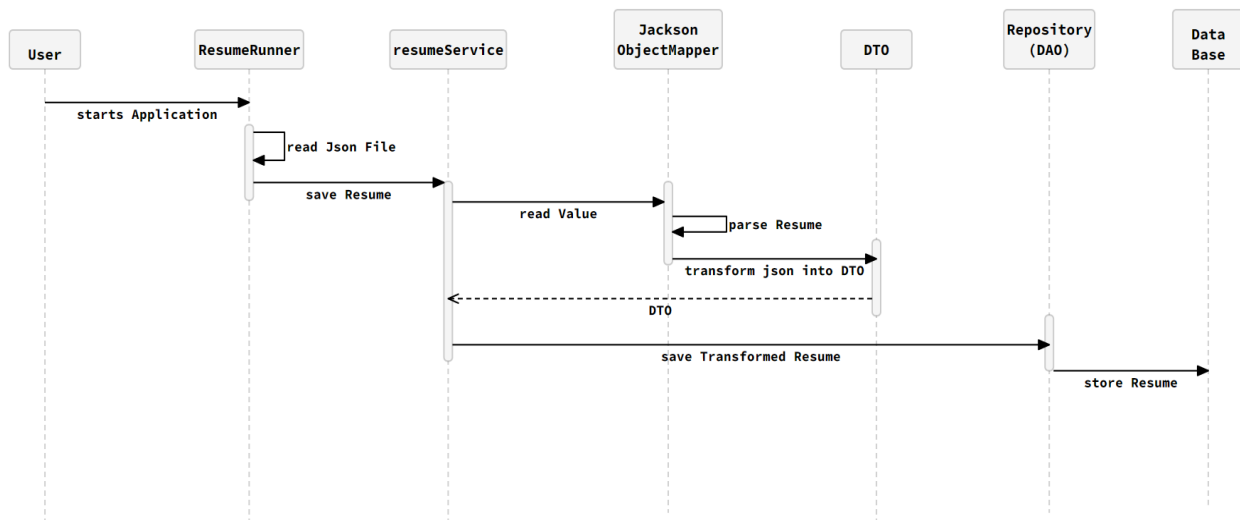 User
ResumeRunner
resumeService
Jackson
ObjectMapper
DTO
Repository
(DAO)
Data
Base
starts Application
read Json File
save Resume
read Value
parse Resume
transform json into DTO
DTO
save Transformed Resume
store Resume